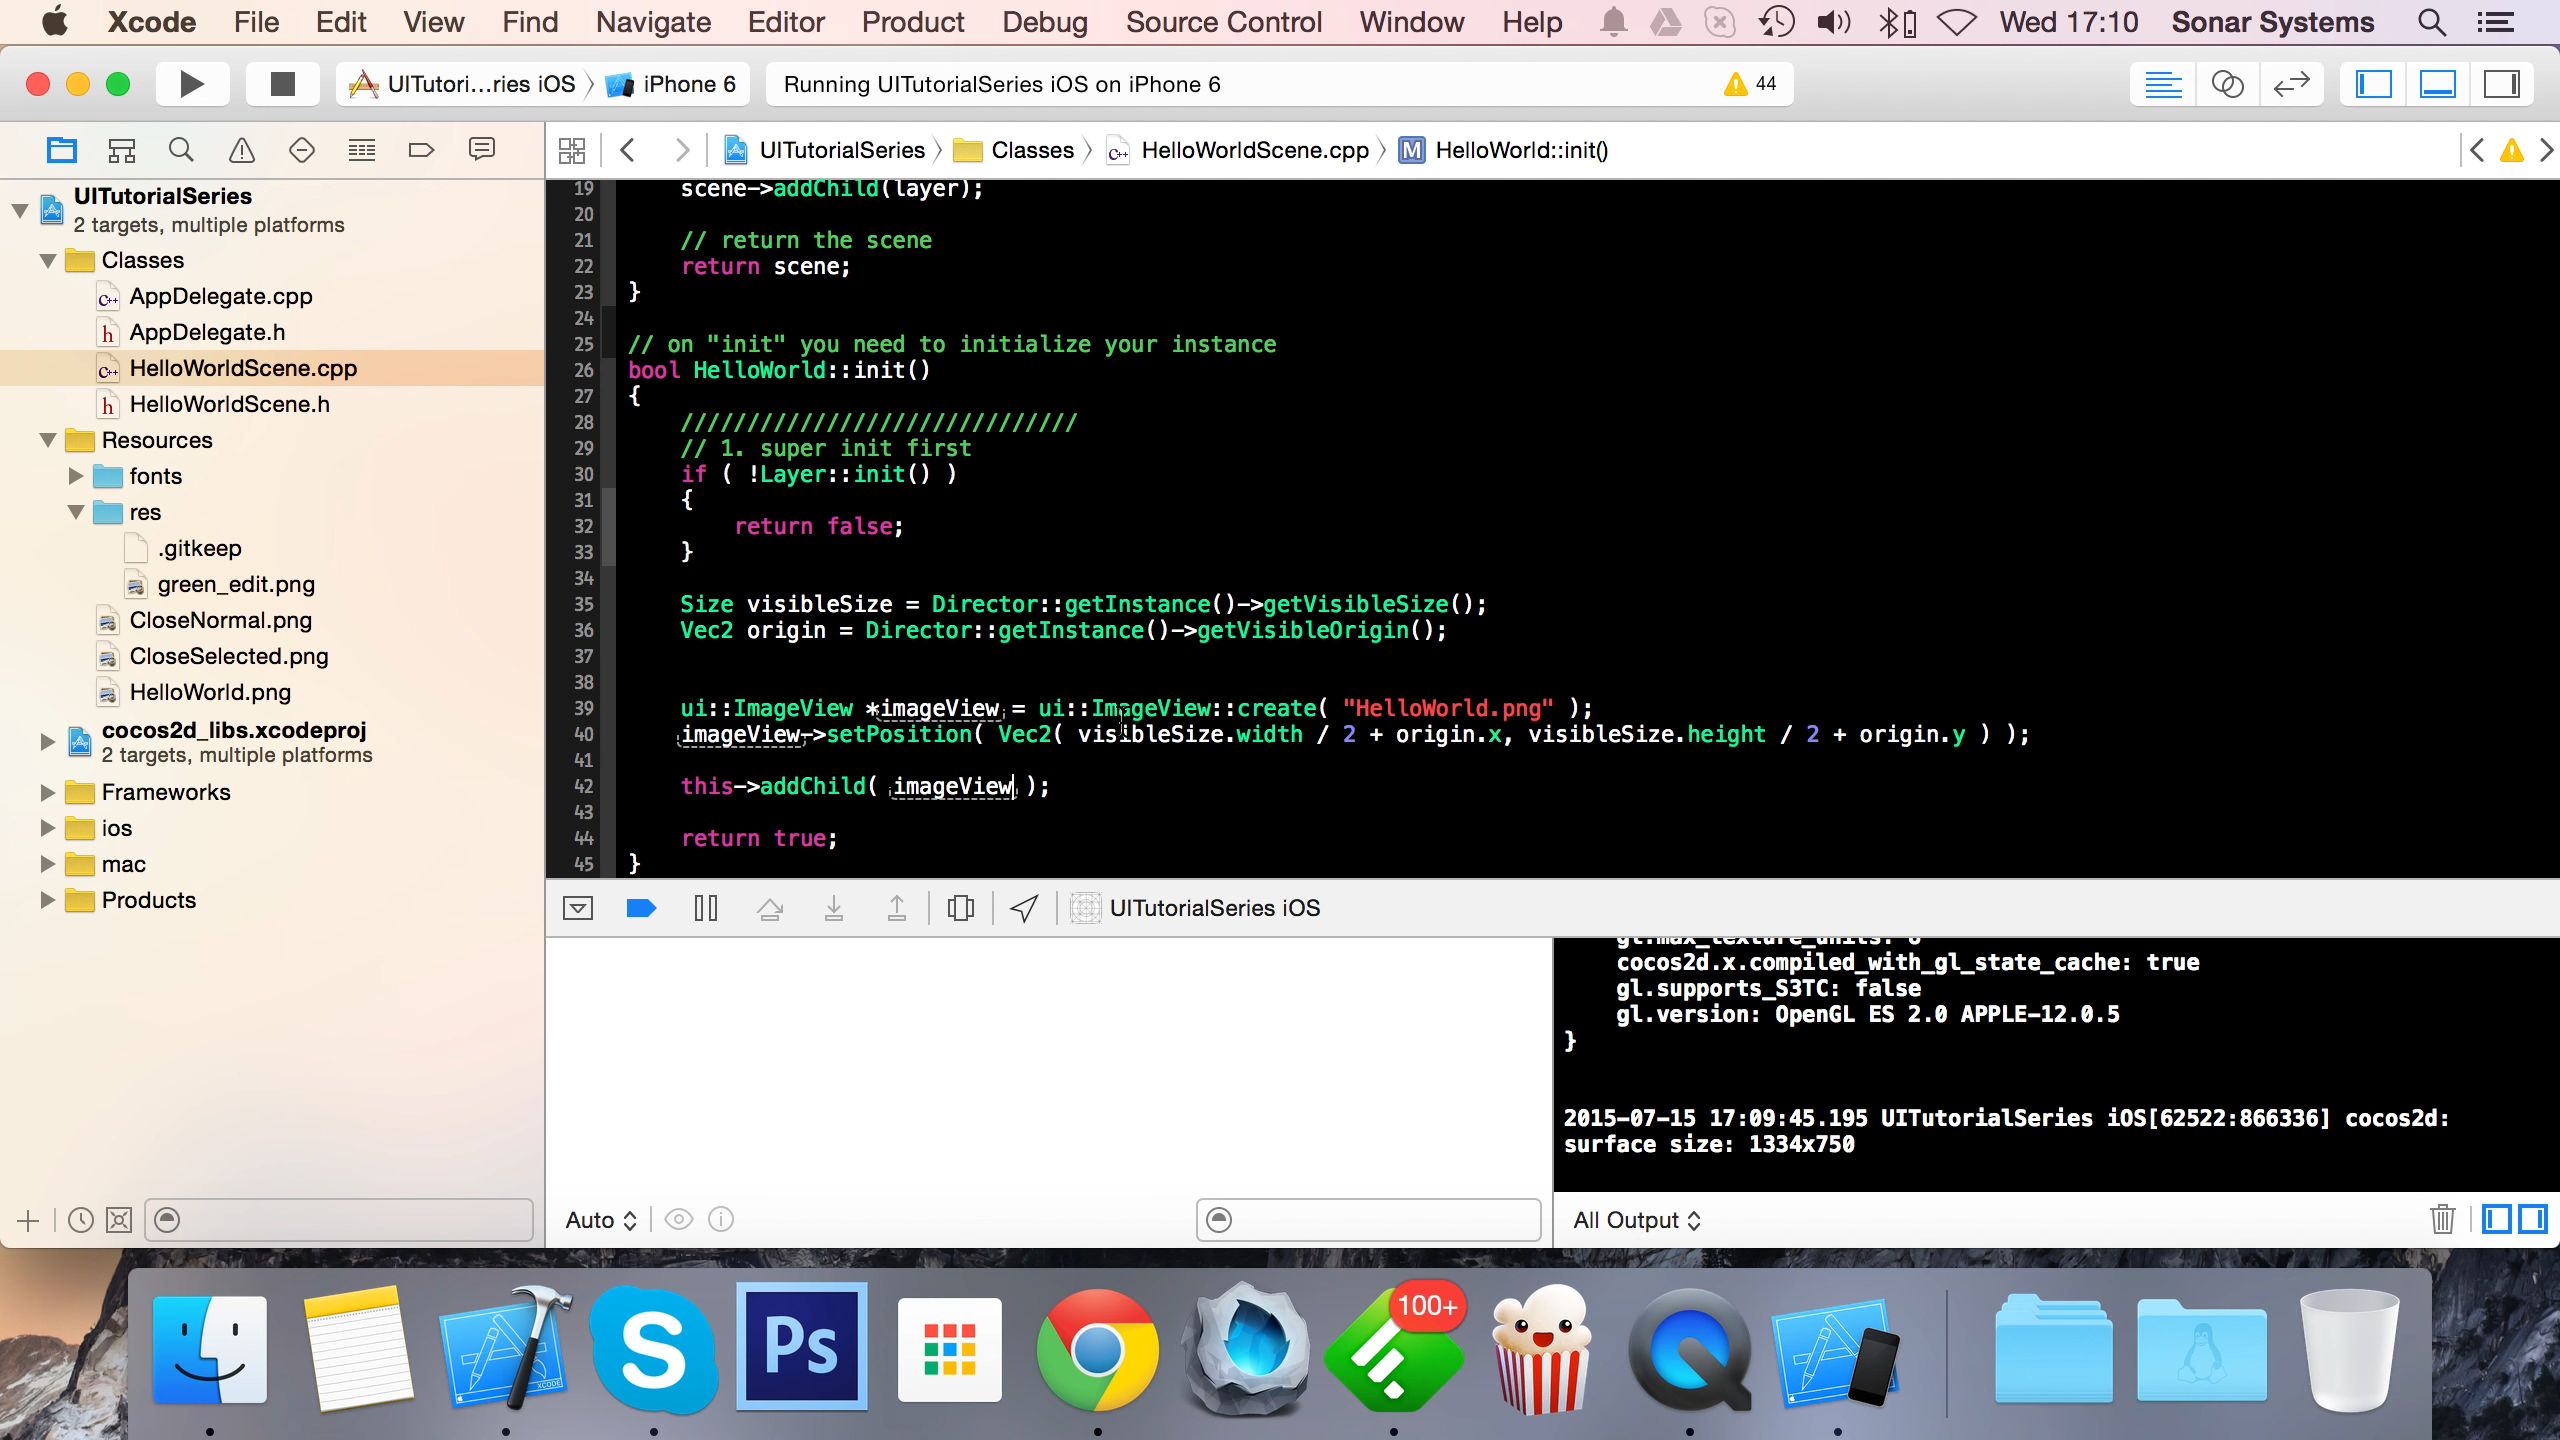 Xcode File Edit View Find Navigate Editor Product Debug Source Control Window Help Wed 17:10 Sonar Systems
UITutori...ries iOS iPhone 6 Running UITutorialSeries iOS on iPhone 6 44
UITutorialSeries Classes HelloWorldScene.cpp M HelloWorld::init()
UITutorialSeries
2 targets, multiple platforms
Classes
AppDelegate.cpp
AppDelegate.h
HelloWorldScene.cpp
HelloWorldScene.h
Resources
fonts
res
.gitkeep
green_edit.png
CloseNormal.png
CloseSelected.png
HelloWorld.png
cocos2d_libs.xcodeproj
2 targets, multiple platforms
Frameworks
ios
mac
Products
19 scene->addChild(layer);
20
21 // return the scene
22 return scene;
23 }
24
25 // on "init" you need to initialize your instance
26 bool HelloWorld::init()
27 {
28 //////////////////////////////
29 // 1. super init first
30 if ( !Layer::init() )
31 {
32 return false;
33 }
34
35 Size visibleSize = Director::getInstance()->getVisibleSize();
36 Vec2 origin = Director::getInstance()->getVisibleOrigin();
37
38
39 ui::ImageView *imageView = ui::ImageView::create( "HelloWorld.png" );
40 imageView->setPosition( Vec2( visibleSize.width / 2 + origin.x, visibleSize.height / 2 + origin.y ) );
41
42 this->addChild( imageView );
43
44 return true;
45 }
UITutorialSeries iOS
gl.max_texture_units: 8
cocos2d.x.compiled_with_gl_state_cache: true
gl.supports_S3TC: false
gl.version: OpenGL ES 2.0 APPLE-12.0.5
}
2015-07-15 17:09:45.195 UITutorialSeries iOS[62522:866336] cocos2d:
surface size: 1334x750
Auto
All Output
S
Ps
100+
XCODE